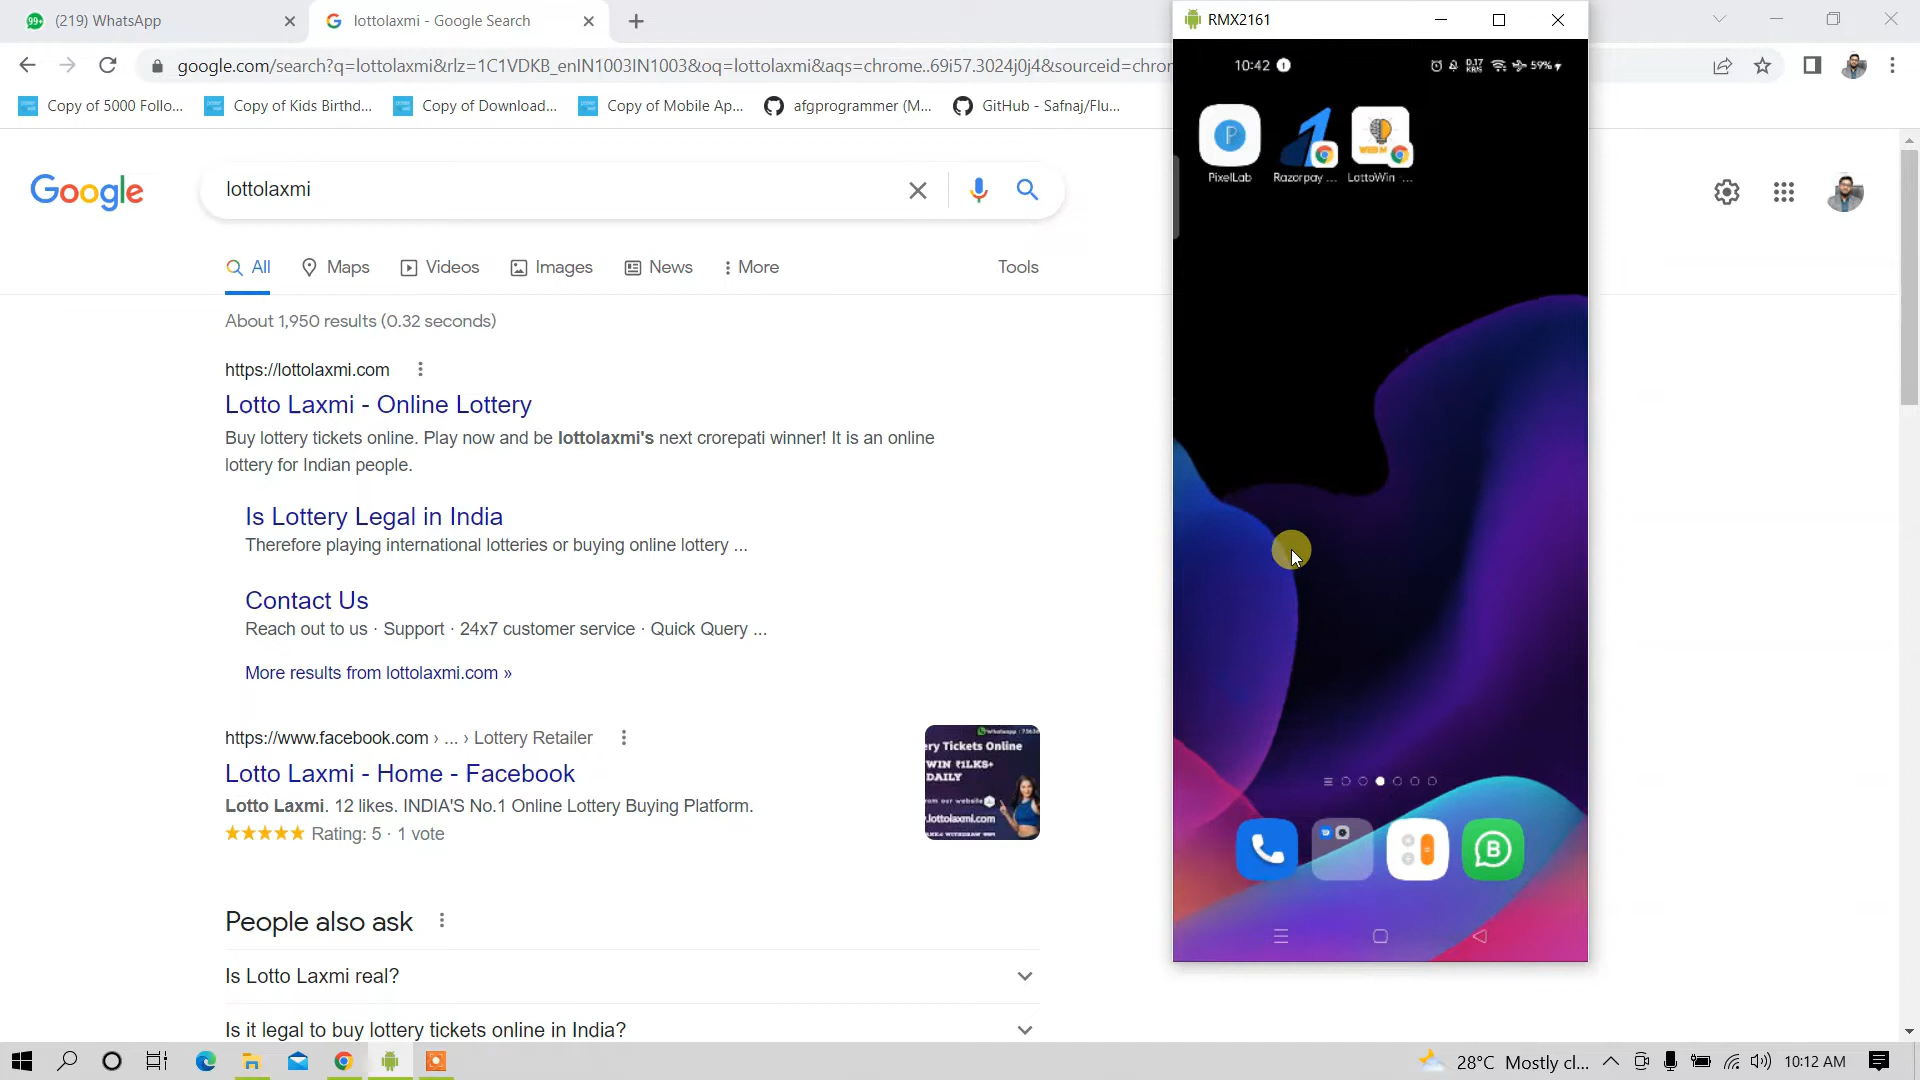 (219) WhatsApp
lottolaxmi - Google Search
google.com/search?q=lottolaxmi&rlz=1C1VDKB_enIN1003IN1003&oq=lottolaxmi&aqs=chrome..69i57.3024j0j4&sourceid=chrom
Copy of 5000 Follo...
Copy of Kids Birthd...
Copy of Download...
Copy of Mobile Ap...
afgprogrammer (M...
GitHub - Safnaj/Flu...
Google
lottolaxmi
All
Maps
Videos
Images
News
More
Tools
About 1,950 results (0.32 seconds)
https://lottolaxmi.com
Lotto Laxmi - Online Lottery
Buy lottery tickets online. Play now and be lottolaxmi's next crorepati winner! It is an online
lottery for Indian people.
Is Lottery Legal in India
Therefore playing international lotteries or buying online lottery ...
Contact Us
Reach out to us · Support · 24x7 customer service · Quick Query ...
More results from lottolaxmi.com »
https://www.facebook.com › ... › Lottery Retailer
Lotto Laxmi - Home - Facebook
Lotto Laxmi. 12 likes. INDIA'S No.1 Online Lottery Buying Platform.
Rating: 5 · 1 vote
ery Tickets Online
WIN ₹1LKS+
DAILY
rom our website
.lottolaxmi.com
People also ask
Is Lotto Laxmi real?
Is it legal to buy lottery tickets online in India?
RMX2161
10:42
0.17
KB/S
59%
P
PixelLab
Razorpay ...
LottoWin ...
B
28°C Mostly cl...
10:12 AM